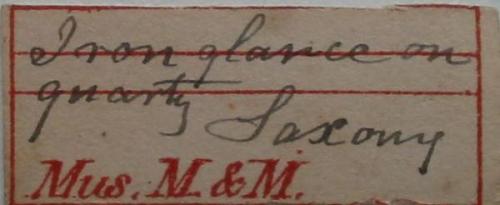 Iron glance on
quartz
Saxony
Mus. M. & M.